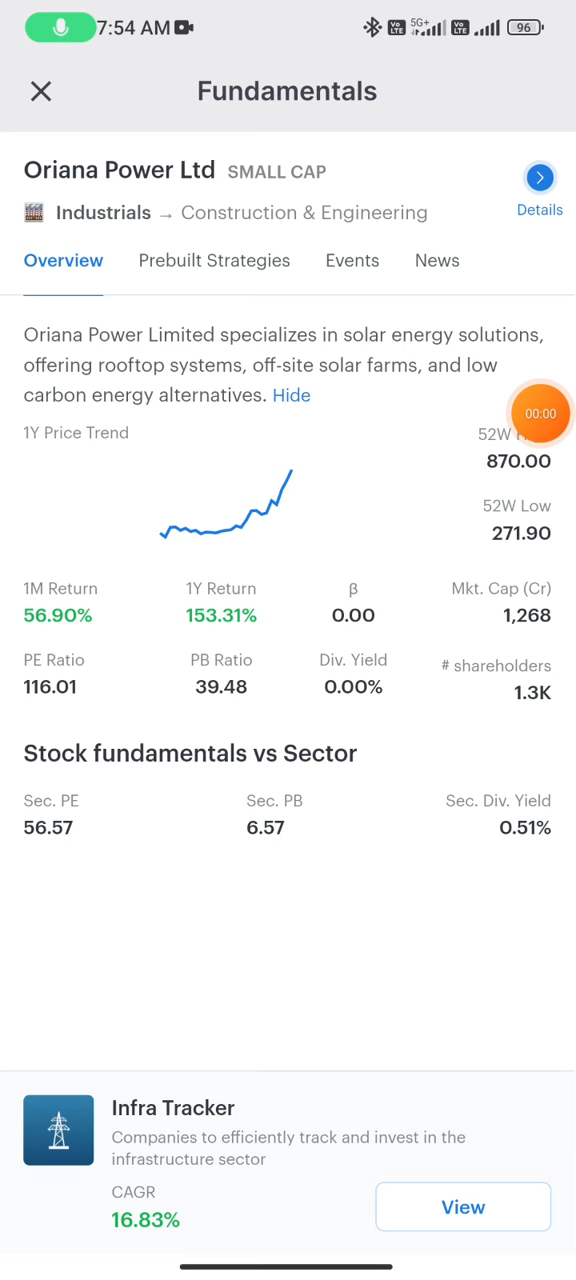 7:54 AM
Vo LTE 5G+ Vo LTE 96
Fundamentals
Oriana Power Ltd SMALL CAP
Industrials → Construction & Engineering
Details
Overview Prebuilt Strategies Events News
Oriana Power Limited specializes in solar energy solutions,
offering rooftop systems, off-site solar farms, and low
carbon energy alternatives. Hide
00:00
1Y Price Trend
52W
870.00
52W Low
271.90
1M Return 1Y Return β Mkt. Cap (Cr)
56.90% 153.31% 0.00 1,268
PE Ratio PB Ratio Div. Yield # shareholders
116.01 39.48 0.00% 1.3K
Stock fundamentals vs Sector
Sec. PE Sec. PB Sec. Div. Yield
56.57 6.57 0.51%
Infra Tracker
Companies to efficiently track and invest in the
infrastructure sector
CAGR
16.83%
View